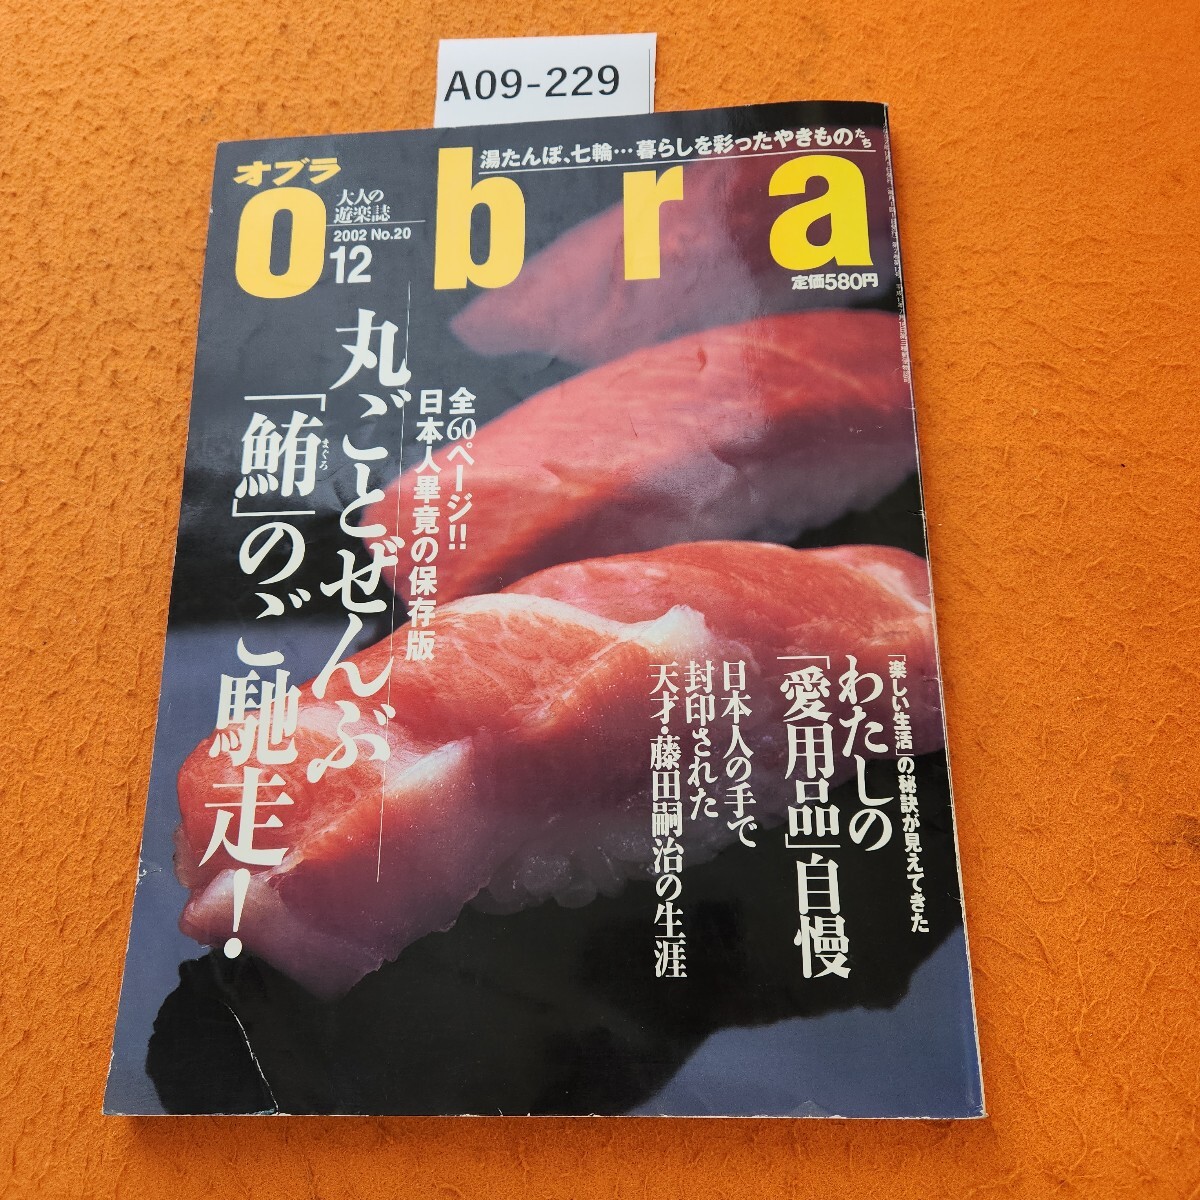 A09-229
湯たんぽ、七輪…暮らしを彩ったやきものたち
オブラ
Obra
大人の
遊楽誌
2002 No.20
12
定価580円
全60ページ!!
日本人畢竟の保存版
丸ごとぜんぶ
「鮪」のご馳走!
まぐろ
「楽しい生活」の秘訣が見えてきた
わたしの
「愛用品」自慢
日本人の手で
封印された
天才・藤田嗣治の生涯